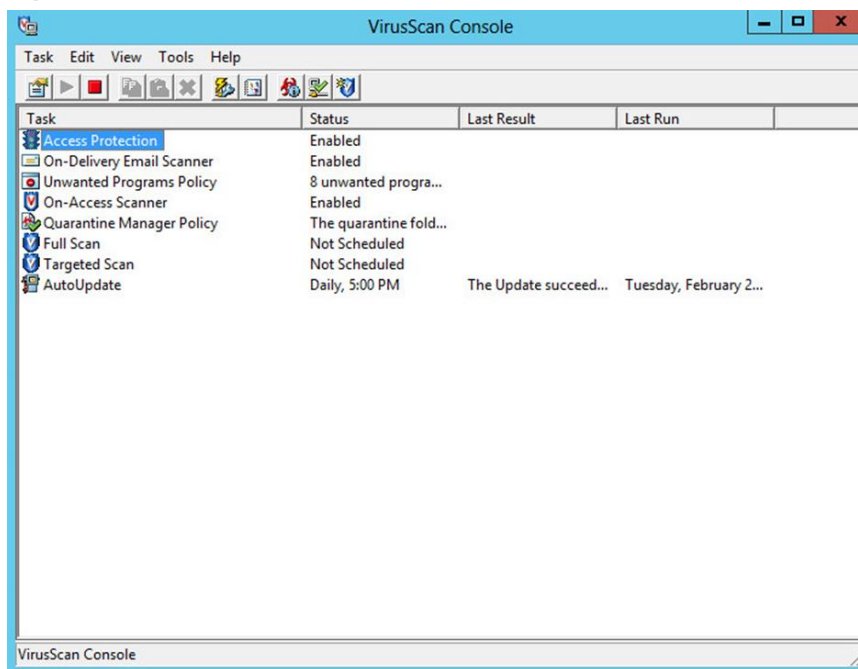 VirusScan Console
Task Edit View Tools Help
Task Status Last Result Last Run
Access Protection Enabled
On-Delivery Email Scanner Enabled
Unwanted Programs Policy 8 unwanted progra...
On-Access Scanner Enabled
Quarantine Manager Policy The quarantine fold...
Full Scan Not Scheduled
Targeted Scan Not Scheduled
AutoUpdate Daily, 5:00 PM The Update succeed... Tuesday, February 2...
VirusScan Console